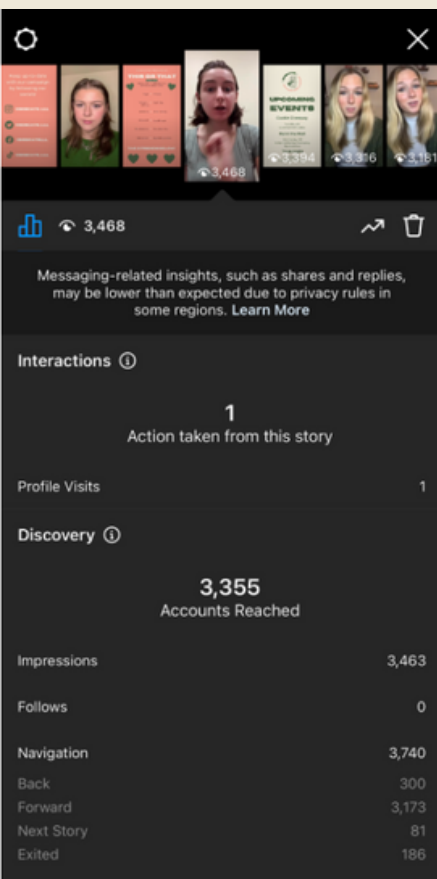 UPCOMING
EVENTS
3,468
3,394
3,316
3,181
3,468
Messaging-related insights, such as shares and replies,
may be lower than expected due to privacy rules in
some regions. Learn More
Interactions
1
Action taken from this story
Profile Visits 1
Discovery
3,355
Accounts Reached
Impressions 3,463
Follows 0
Navigation 3,740
Back 300
Forward 3,173
Next Story 81
Exited 186